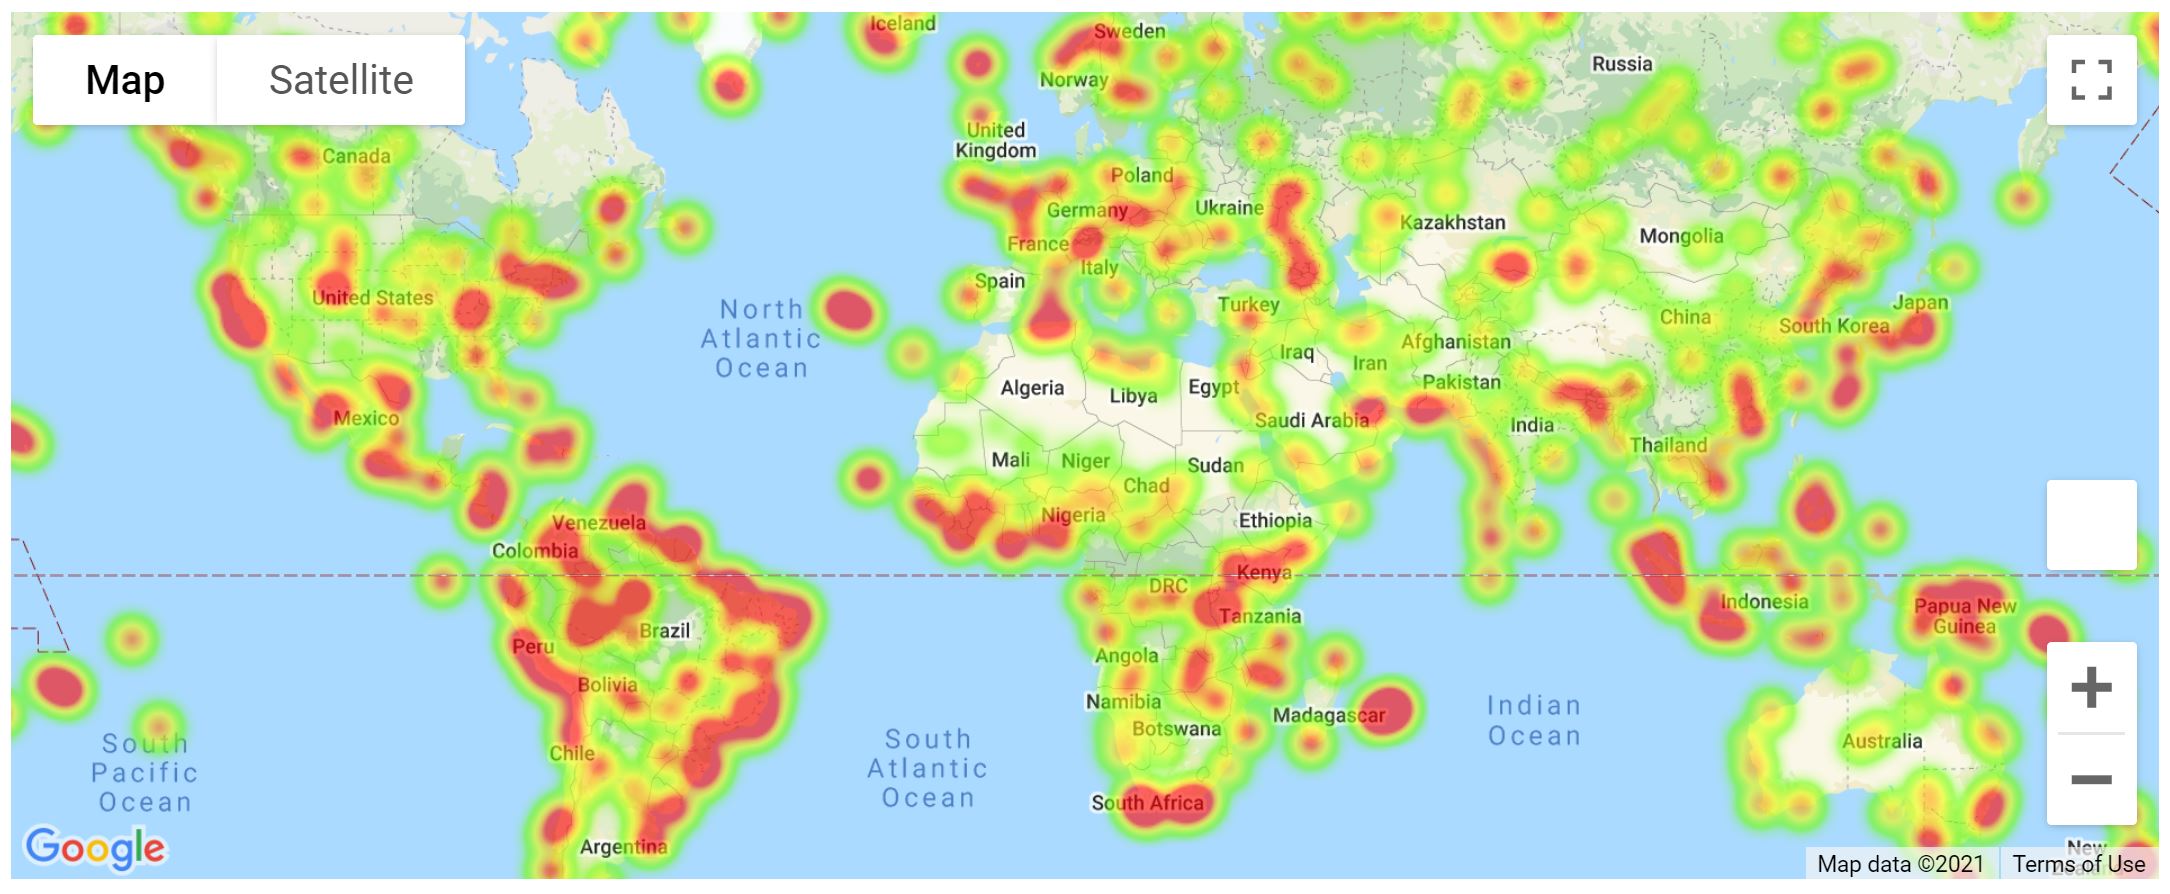 Map
Satellite
Iceland
Sweden
Norway
Russia
United
Kingdom
Canada
Poland
Germany
Ukraine
France
Kazakhstan
Mongolia
Italy
Spain
United States
North
Atlantic
Ocean
Turkey
China
Japan
South Korea
Iraq
Iran
Afghanistan
Algeria
Libya
Egypt
Pakistan
Saudi Arabia
India
Mexico
Thailand
Mali
Niger
Sudan
Chad
Nigeria
Ethiopia
Venezuela
Colombia
Kenya
DRC
Tanzania
Indonesia
Papua New
Guinea
Brazil
Peru
Angola
Bolivia
Namibia
Madagascar
Botswana
Indian
Ocean
South
Pacific
Ocean
Chile
South
Atlantic
Ocean
Australia
South Africa
Argentina
Google
New
Zealand
Map data ©2021
Terms of Use